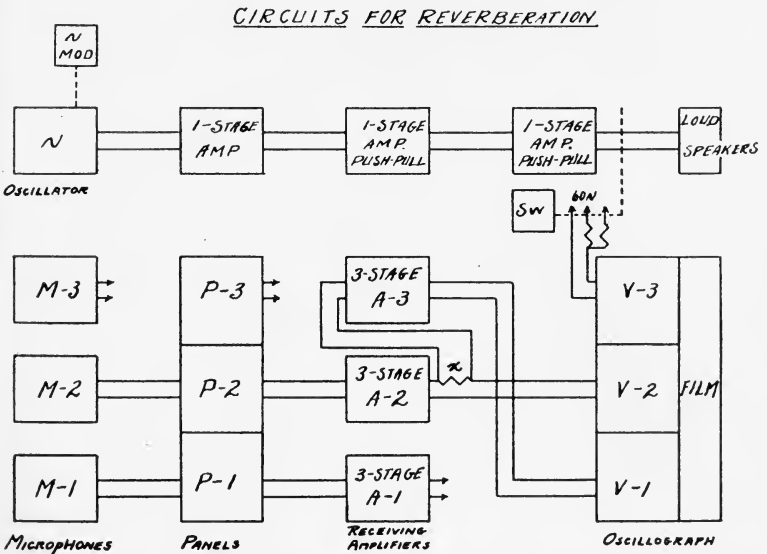 CIRCUITS FOR REVERBERATION
~
MOD
~
OSCILLATOR
1-STAGE
AMP
1-STAGE
AMP.
PUSH-PULL
1-STAGE
AMP.
PUSH-PULL
LOUD
SPEAKERS
SW
60~
M-3
P-3
3-STAGE
A-3
V-3
M-2
P-2
3-STAGE
A-2
x
V-2
FILM
M-1
P-1
3-STAGE
A-1
V-1
MICROPHONES
PANELS
RECEIVING
AMPLIFIERS
OSCILLOGRAPH